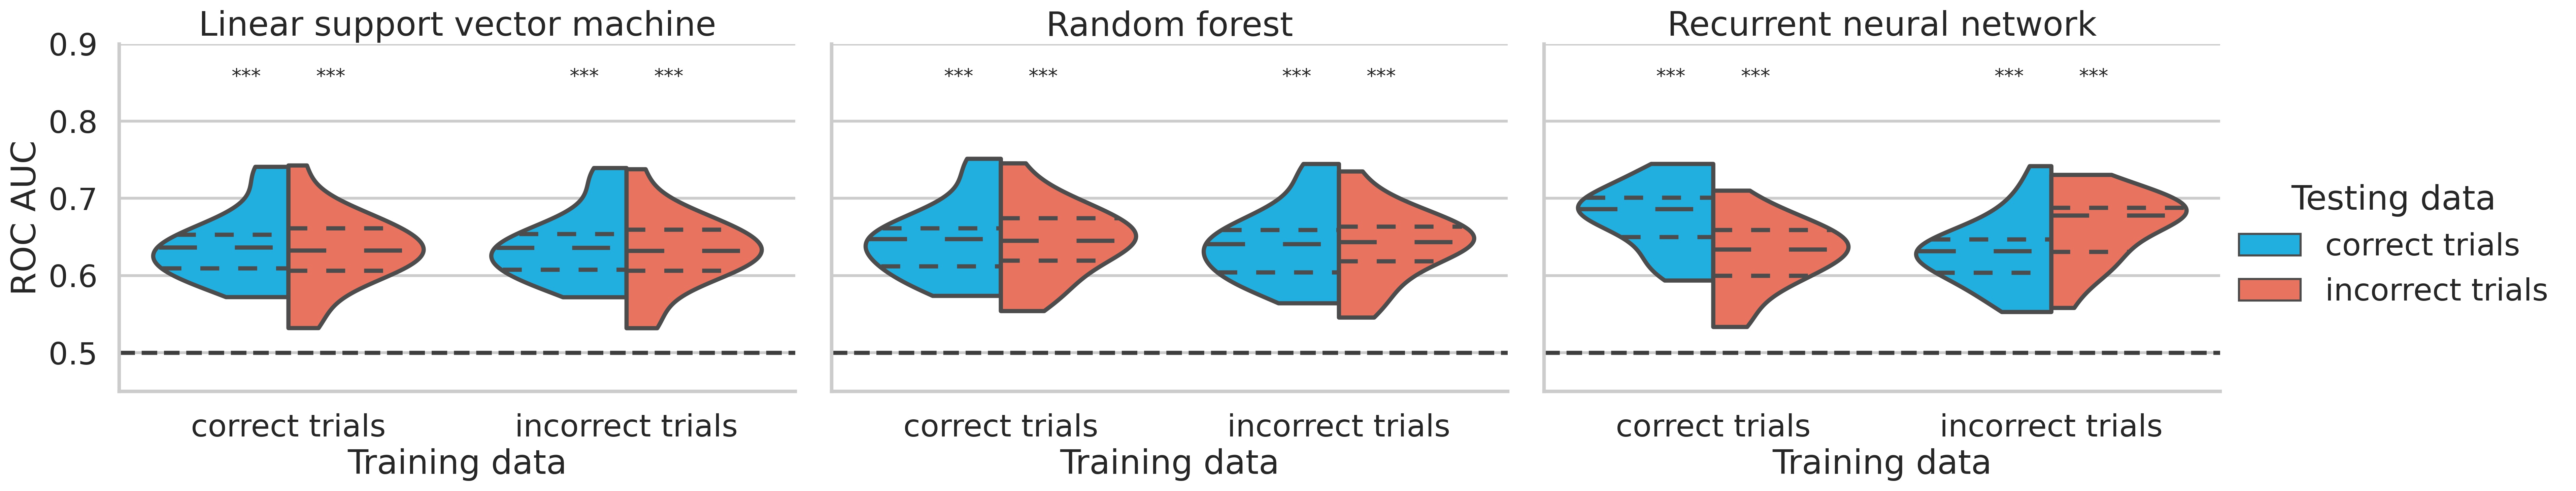 Linear support vector machine
Random forest
Recurrent neural network
0.9
*** *** *** ***
*** *** *** ***
*** *** *** ***
0.8
0.7
0.6
0.5
ROC AUC
Testing data
correct trials
incorrect trials
correct trials incorrect trials
correct trials incorrect trials
correct trials incorrect trials
Training data
Training data
Training data